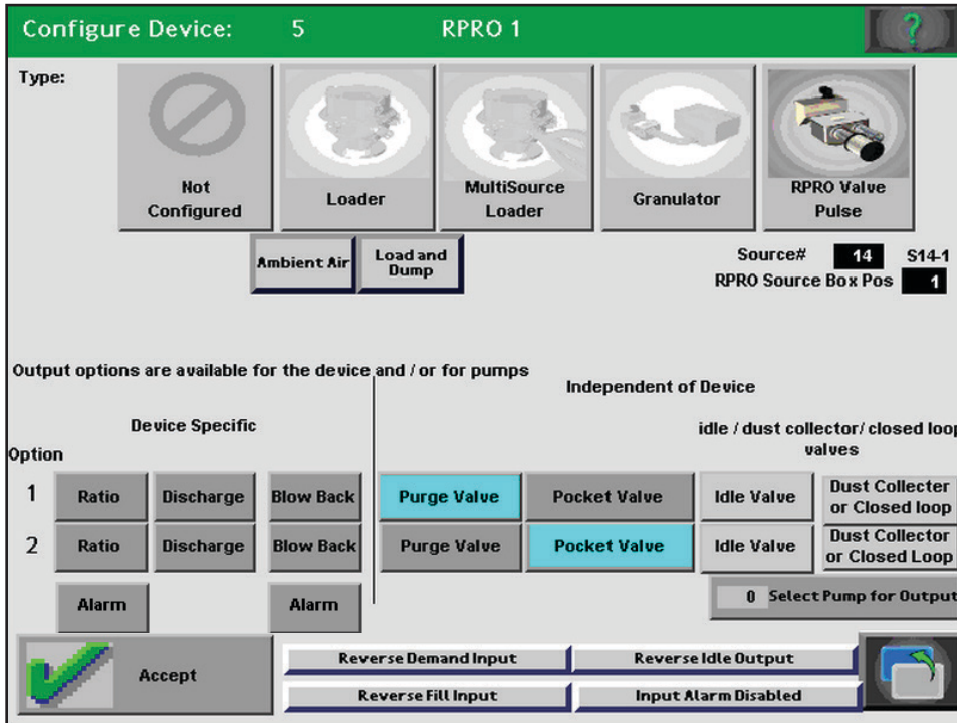 Configure Device: 5 RPRO 1 ?
Type:
Not Configured
Loader
MultiSource Loader
Granulator
RPRO Valve Pulse
Ambient Air
Load and Dump
Source# 14 S14-1
RPRO Source Box Pos 1
Output options are available for the device and / or for pumps
Independent of Device
Device Specific
idle / dust collector/ closed loop valves
Option
1 Ratio Discharge Blow Back Purge Valve Pocket Valve Idle Valve Dust Collecter or Closed loop
2 Ratio Discharge Blow Back Purge Valve Pocket Valve Idle Valve Dust Collector or Closed Loop
Alarm Alarm 0 Select Pump for Output
Accept
Reverse Demand Input Reverse Idle Output
Reverse Fill Input Input Alarm Disabled